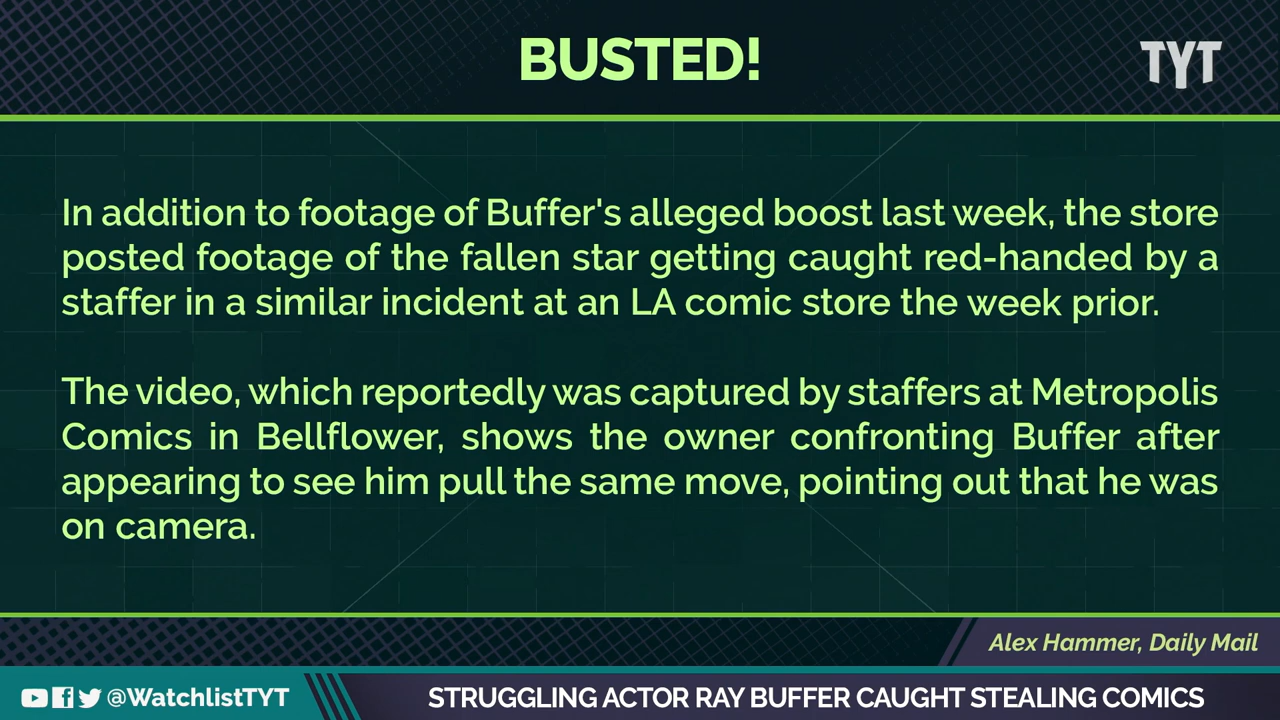 BUSTED!
TYT
In addition to footage of Buffer's alleged boost last week, the store
posted footage of the fallen star getting caught red-handed by a
staffer in a similar incident at an LA comic store the week prior.
The video, which reportedly was captured by staffers at Metropolis
Comics in Bellflower, shows the owner confronting Buffer after
appearing to see him pull the same move, pointing out that he was
on camera.
Alex Hammer, Daily Mail
@WatchlistTYT
STRUGGLING ACTOR RAY BUFFER CAUGHT STEALING COMICS